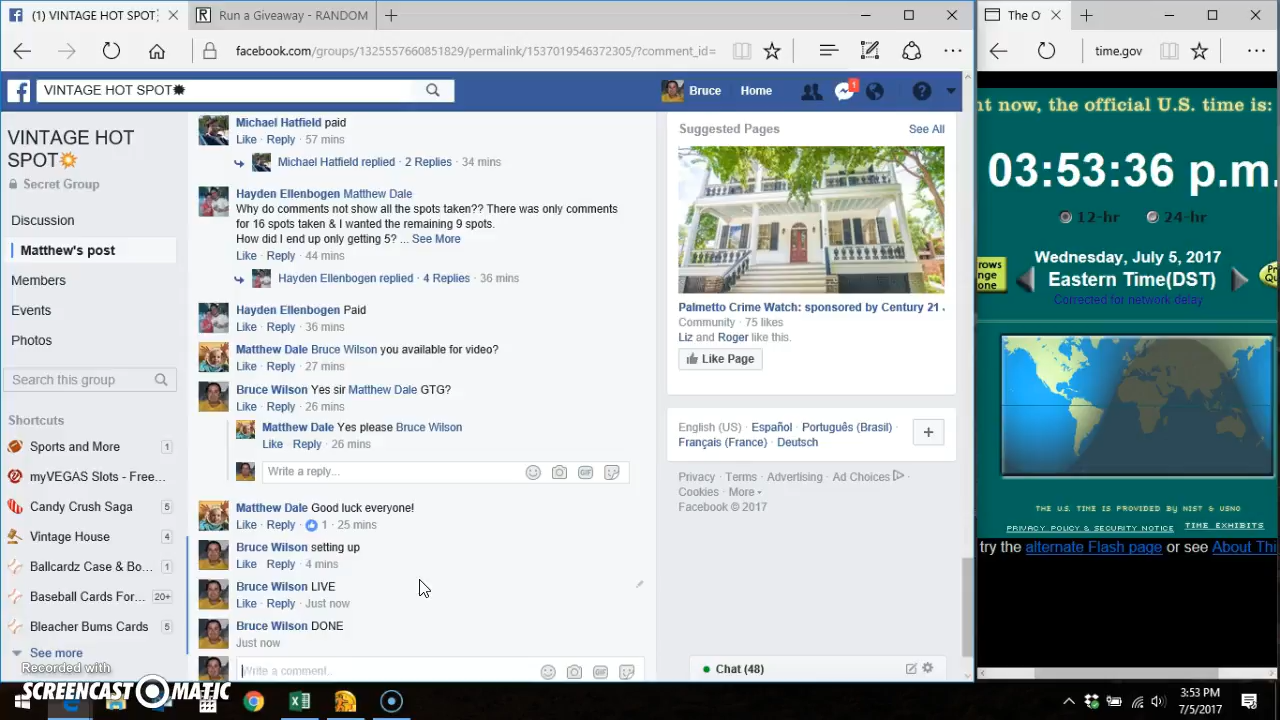 (1) VINTAGE HOT SPOT
Run a Giveaway - RANDOM
facebook.com/groups/1325557660851829/permalink/1537019546372305/?comment_id=
VINTAGE HOT SPOT
Bruce
Home
1
VINTAGE HOT
SPOT
Secret Group
Discussion
Matthew's post
Members
Events
Photos
Search this group
Shortcuts
Sports and More 1
myVEGAS Slots - Free...
Candy Crush Saga 5
Vintage House 4
Ballcardz Case & Bo... 1
Baseball Cards For... 20+
Bleacher Bums Cards 5
See more
Michael Hatfield paid
Like · Reply · 57 mins
Michael Hatfield replied · 2 Replies · 34 mins
Hayden Ellenbogen Matthew Dale
Why do comments not show all the spots taken?? There was only comments
for 16 spots taken & I wanted the remaining 9 spots.
How did I end up only getting 5? ... See More
Like · Reply · 44 mins
Hayden Ellenbogen replied · 4 Replies · 36 mins
Hayden Ellenbogen Paid
Like · Reply · 36 mins
Matthew Dale Bruce Wilson you available for video?
Like · Reply · 27 mins
Bruce Wilson Yes sir Matthew Dale GTG?
Like · Reply · 26 mins
Matthew Dale Yes please Bruce Wilson
Like · Reply · 26 mins
Write a reply...
GIF
Matthew Dale Good luck everyone!
Like · Reply · 1 · 25 mins
Bruce Wilson setting up
Like · Reply · 4 mins
Bruce Wilson LIVE
Like · Reply · Just now
Bruce Wilson DONE
Just now
Write a comment...
GIF
Suggested Pages
See All
Palmetto Crime Watch: sponsored by Century 21
Community · 75 likes
Liz and Roger like this.
Like Page
English (US) · Español · Português (Brasil) ·
Français (France) · Deutsch
Privacy · Terms · Advertising · Ad Choices ·
Cookies · More
Facebook © 2017
Chat (48)
The O
time.gov
nt now, the official U.S. time is:
03:53:36 p.m.
12-hr
24-hr
Wednesday, July 5, 2017
Eastern Time(DST)
Corrected for network delay
THE U.S. TIME IS PROVIDED BY NIST & USNO
PRIVACY POLICY & SECURITY NOTICE
TIME EXHIBITS
try the alternate Flash page or see About Thi
Recorded with
SCREENCAST-O-MATIC
3:53 PM
7/5/2017